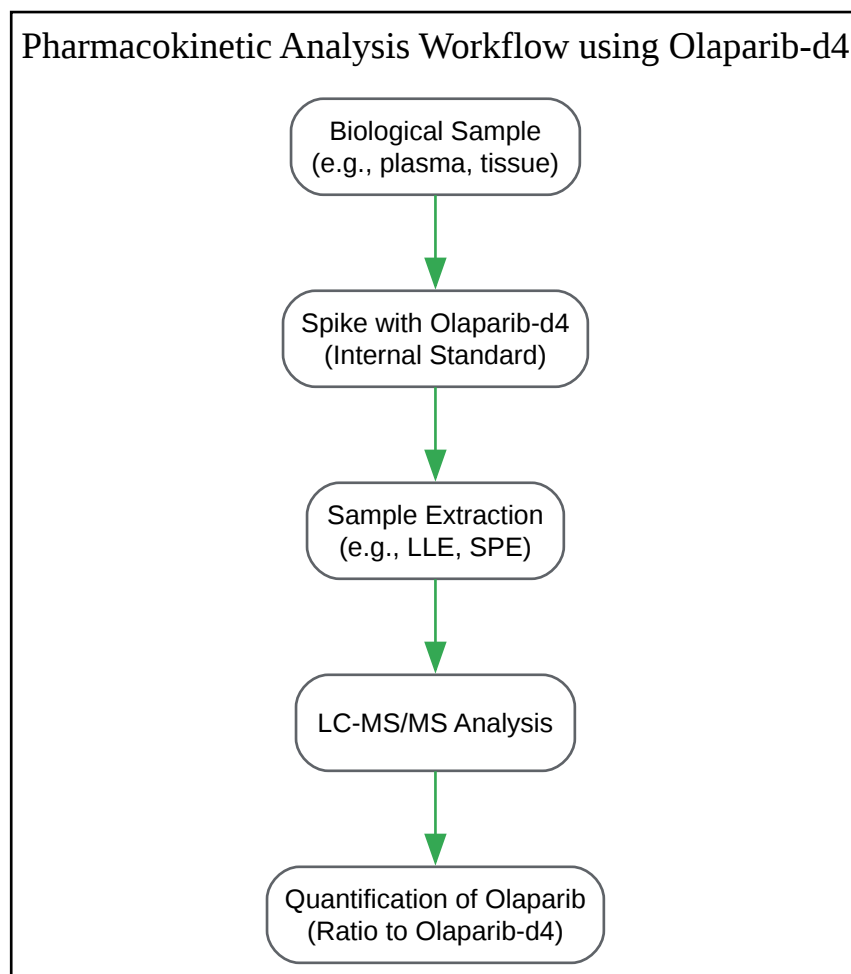 Pharmacokinetic Analysis Workflow using Olaparib-d4
Biological Sample
(e.g., plasma, tissue)
Spike with Olaparib-d4
(Internal Standard)
Sample Extraction
(e.g., LLE, SPE)
LC-MS/MS Analysis
Quantification of Olaparib
(Ratio to Olaparib-d4)